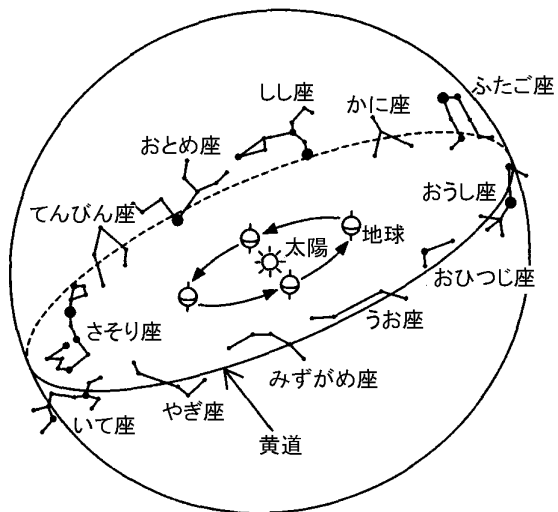 ふたご座
しし座
かに座
おとめ座
おうし座
てんびん座
太陽
地球
おひつじ座
さそり座
うお座
みずがめ座
やぎ座
いて座
黄道